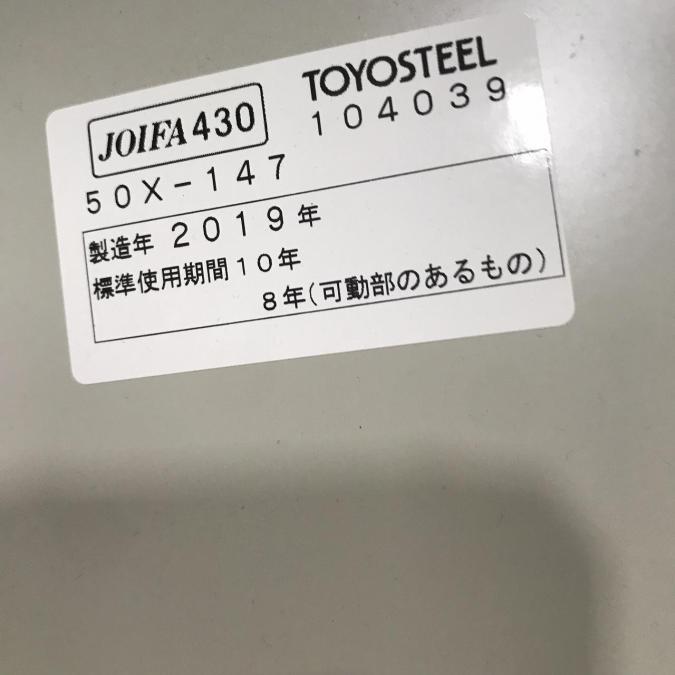 JOIFA430 TOYOSTEEL
50X-147 104039
製造年 2019年
標準使用期間10年
8年(可動部のあるもの)